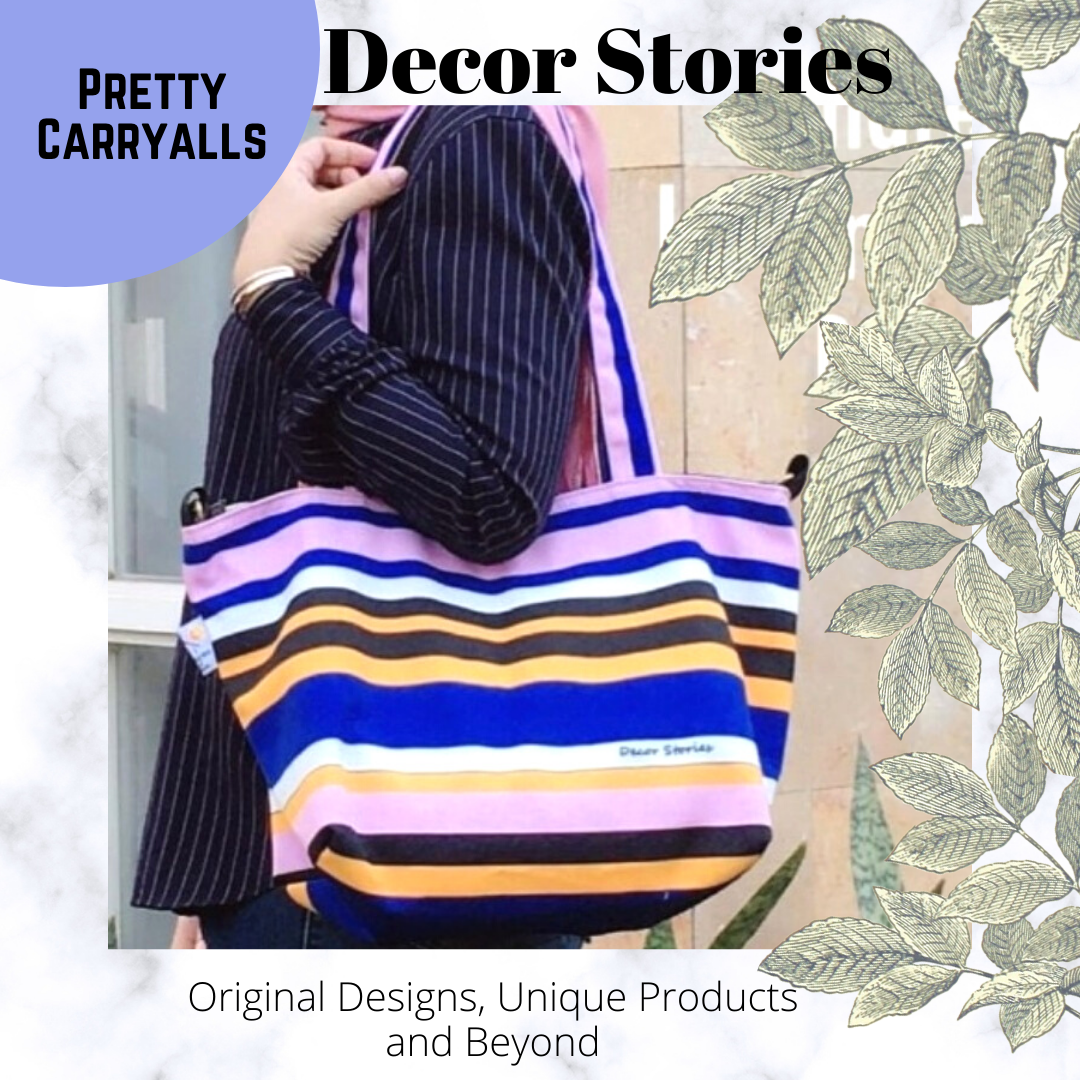 Pretty
Carryalls
Decor Stories
Decor Stories
Original Designs, Unique Products
and Beyond